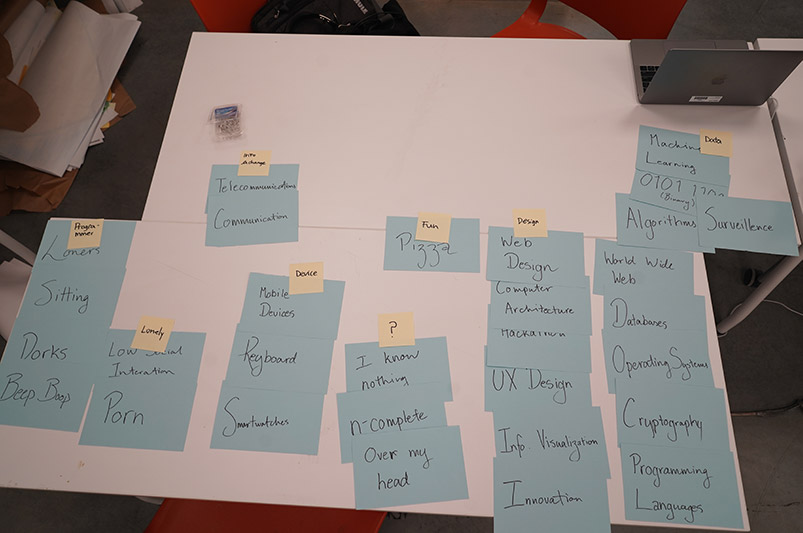 Programmer
Loners
Sitting
Dorks
Beep Boop
Lonely
Low Social
Interation
Porn
Info
Telecommunications
Communication
Device
Mobile
Devices
Keyboard
Smartwatches
?
I know
nothing
n-complete
Over my
head
Fun
Pizza
Design
Web
Design
Computer
Architecture
Hackathon
UX Design
Info Visualization
Innovation
World Wide
Web
Databases
Operating Systems
Cryptography
Programming
Languages
Data
Machine
Learning
0101
(Binary)
Algorithms
Surveillence